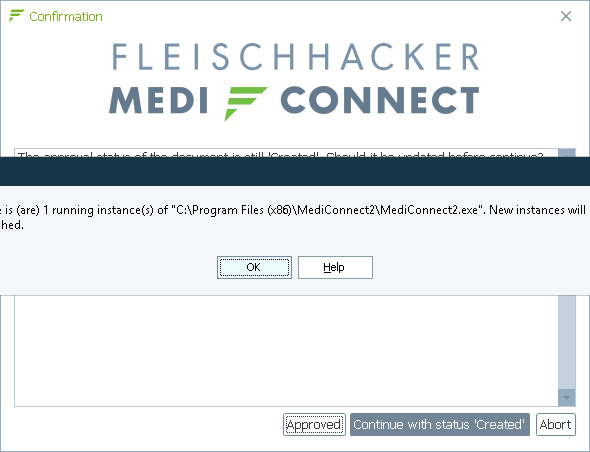 Confirmation
FLEISCHHACKER
MEDI CONNECT
The approval status of the document is still 'Created'. Should it be updated before continue?
e is (are) 1 running instance(s) of "C:\Program Files (x86)\MediConnect2\MediConnect2.exe". New instances will
hed.
OK
Help
Approved
Continue with status 'Created'
Abort